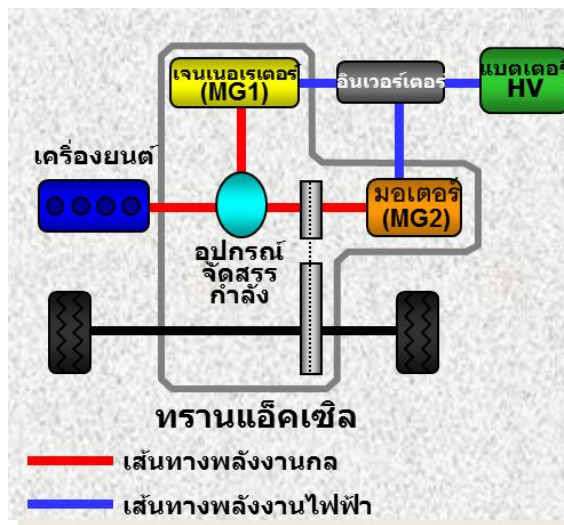 เจนเนอเรเตอร์
(MG1)
อินเวอร์เตอร์
แบตเตอรี่
HV
เครื่องยนต์
มอเตอร์
(MG2)
อุปกรณ์
จัดสรร
กำลัง
ทรานแอ็คเซิล
เส้นทางพลังงานกล
เส้นทางพลังงานไฟฟ้า